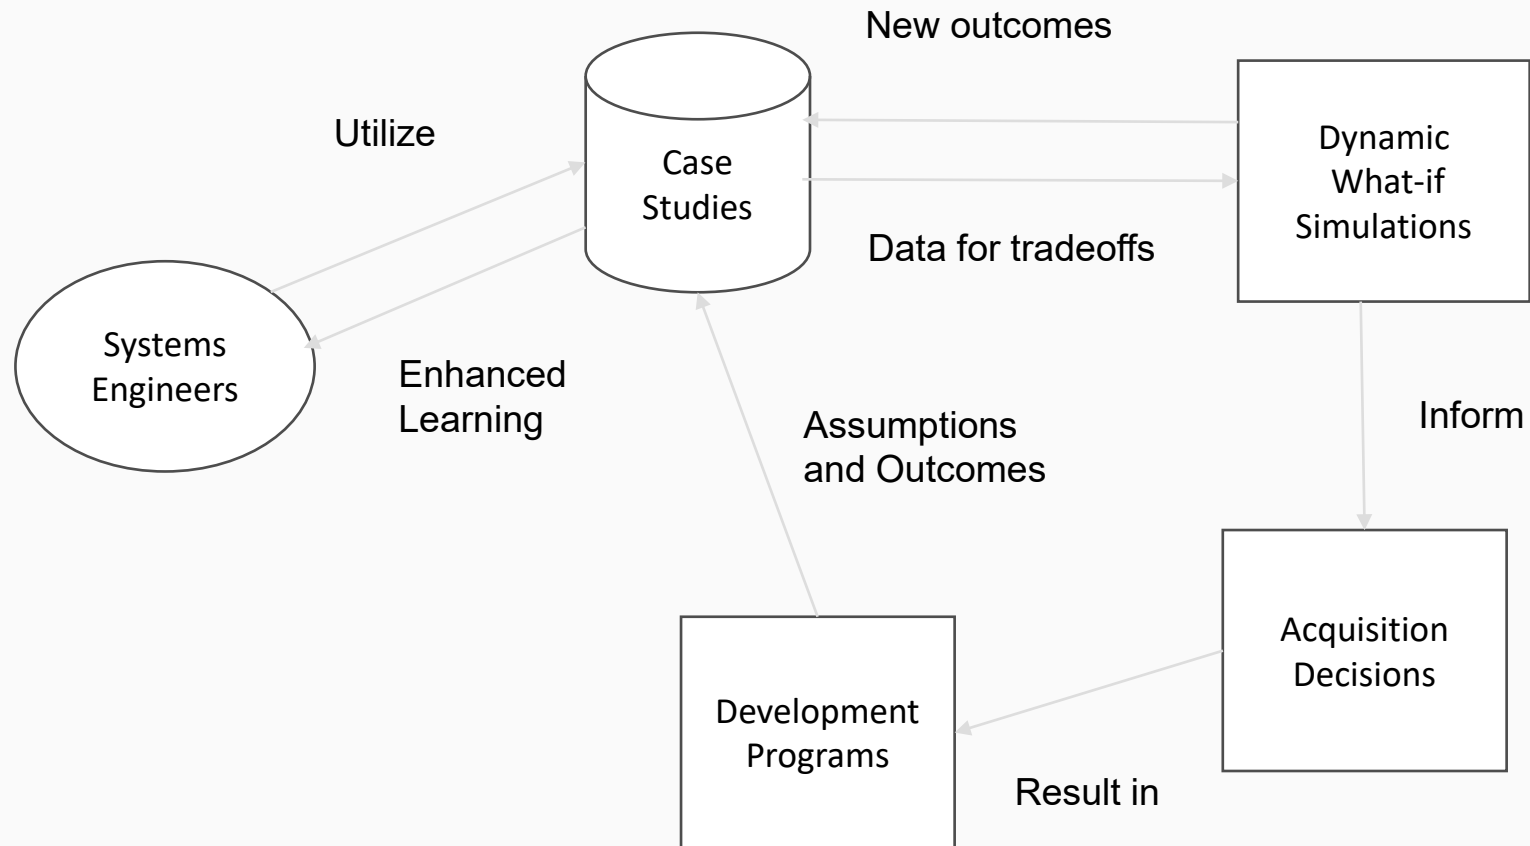 New outcomes
Utilize
Case
Studies
Dynamic
What-if
Simulations
Data for tradeoffs
Systems
Engineers
Enhanced
Learning
Assumptions
and Outcomes
Inform
Acquisition
Decisions
Development
Programs
Result in